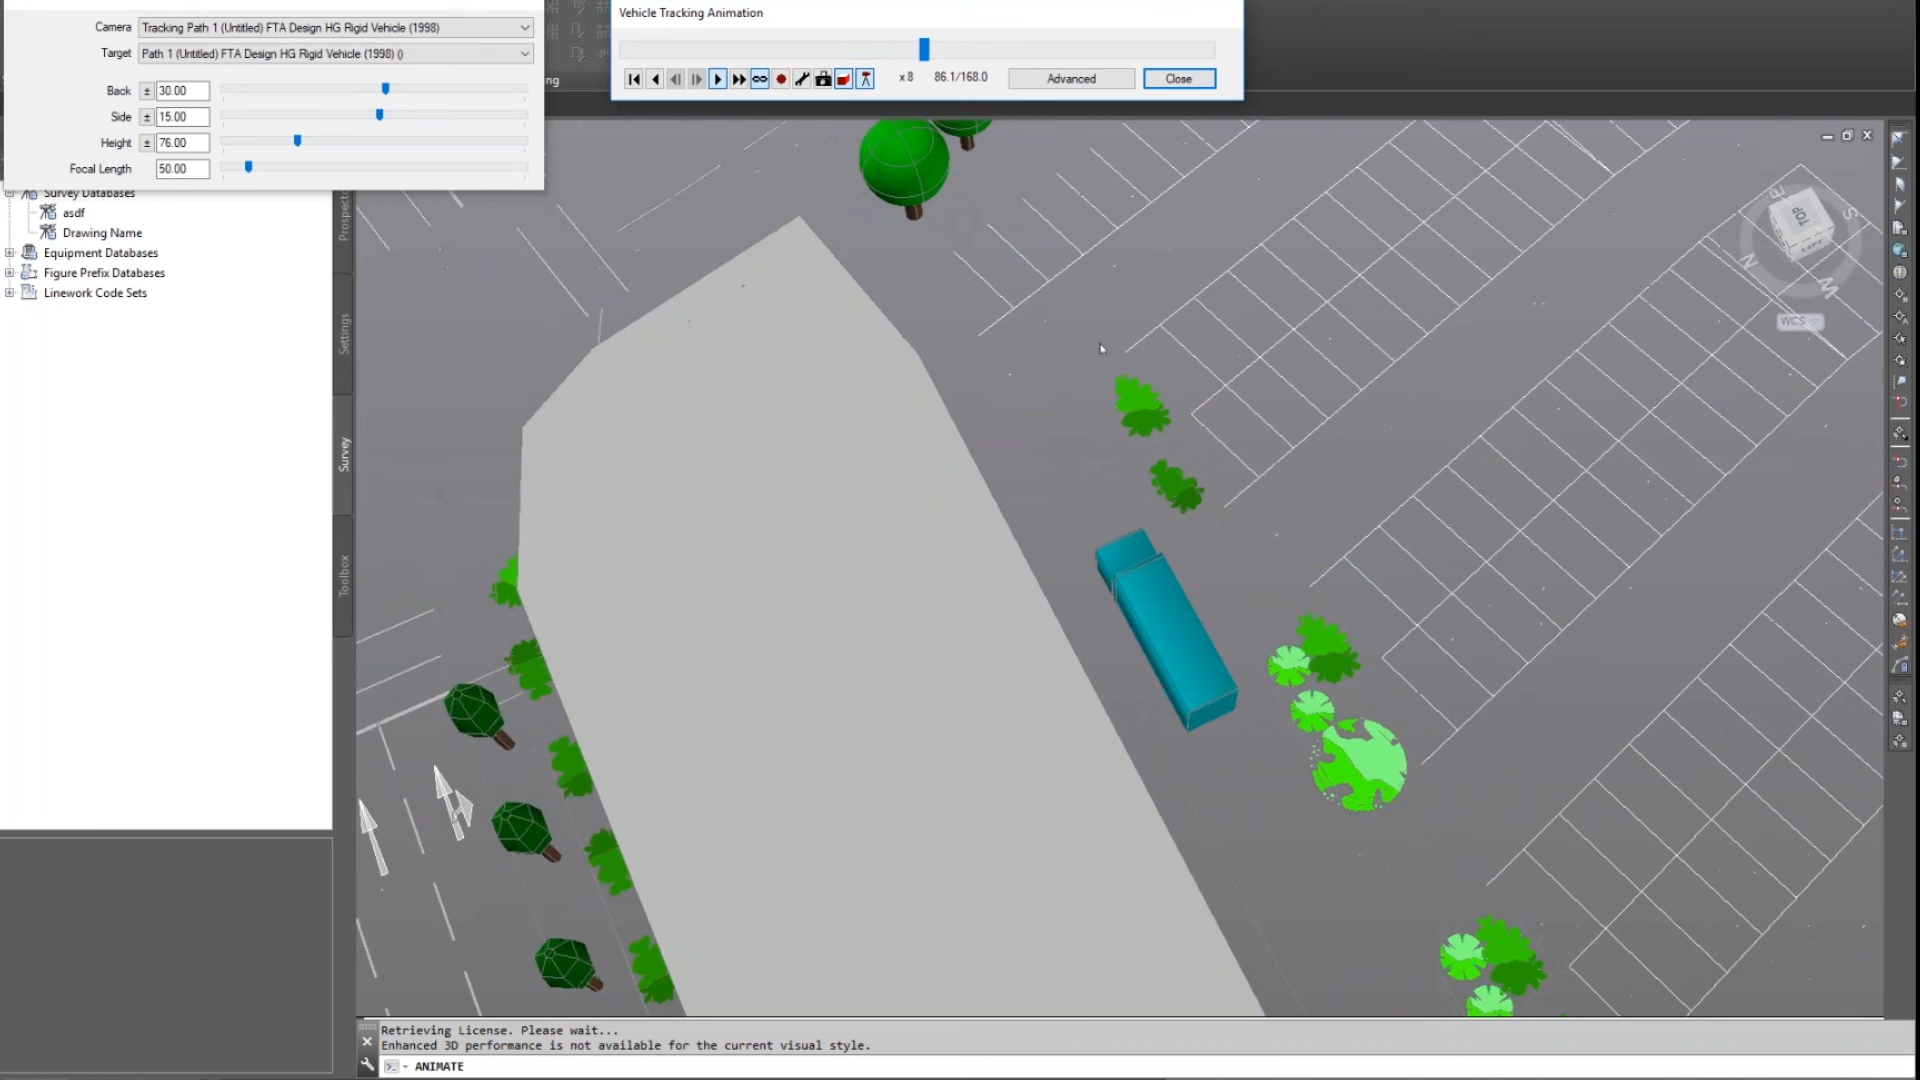 Camera Tracking Path 1 (Untitled) FTA Design HG Rigid Vehicle (1998)
Target Path 1 (Untitled) FTA Design HG Rigid Vehicle (1998) ()
Back ± 30.00
Side ± 15.00
Height ± 76.00
Focal Length 50.00
ng
Vehicle Tracking Animation
x 8 86.1/168.0 Advanced Close
Survey Databases
asdf
Drawing Name
Equipment Databases
Figure Prefix Databases
Linework Code Sets
Prospect
Settings
Survey
Toolbox
TOP
LEFT
E
S
N
W
WCS
Retrieving License. Please wait...
Enhanced 3D performance is not available for the current visual style.
ANIMATE